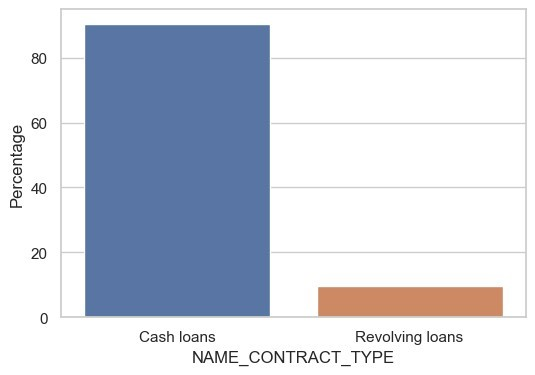 80
60
40
20
0
Percentage
Cash loans
Revolving loans
NAME_CONTRACT_TYPE